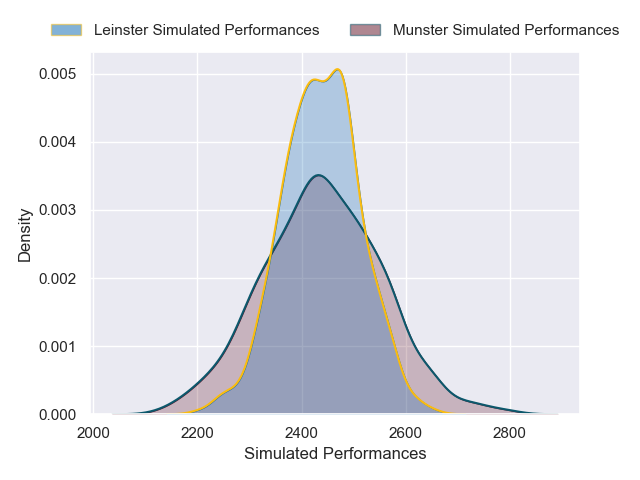 Leinster Simulated Performances Munster Simulated Performances
0.005
0.004
0.003
0.002
0.001
0.000
Density
2000 2200 2400 2600 2800
Simulated Performances